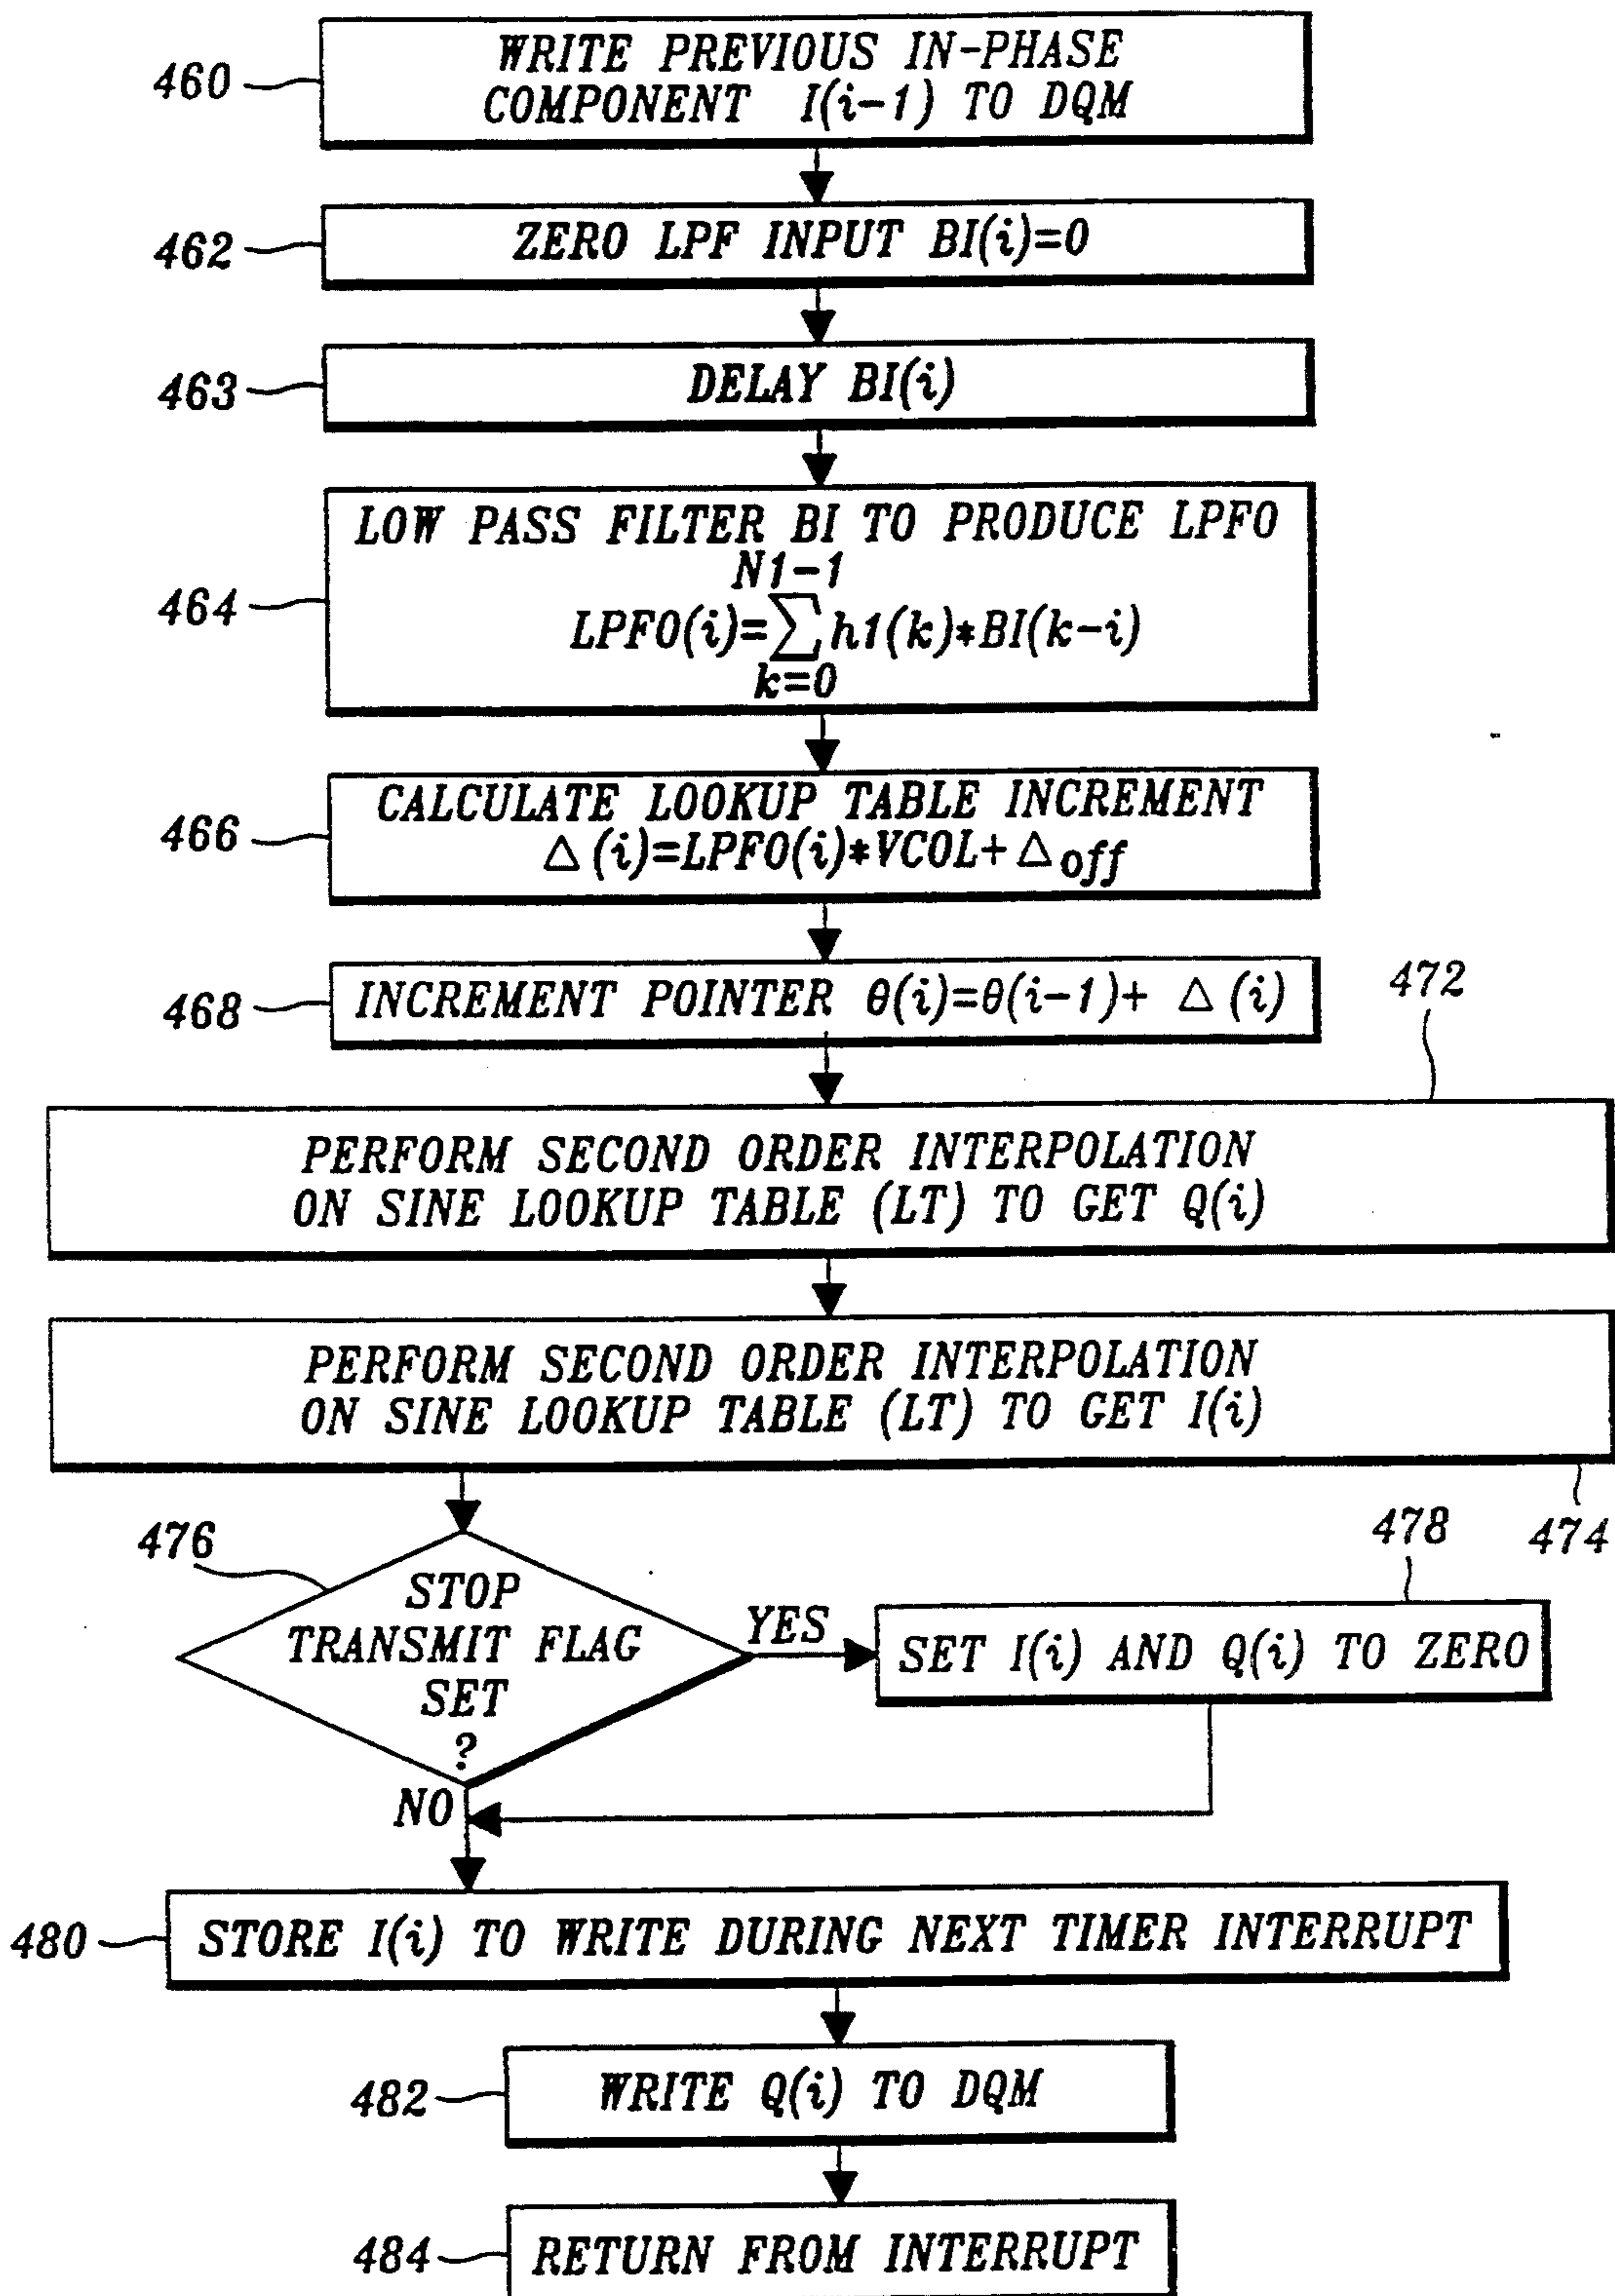 460
WRITE PREVIOUS IN-PHASE
COMPONENT I(i-1) TO DQM
462
ZERO LPF INPUT BI(i)=0
463
DELAY BI(i)
464
LOW PASS FILTER BI TO PRODUCE LPFO
N1-1
LPFO(i)=∑h1(k)*BI(k-i)
k=0
466
CALCULATE LOOKUP TABLE INCREMENT
Δ(i)=LPFO(i)*VCOL+Δoff
468
INCREMENT POINTER θ(i)=θ(i-1)+ Δ(i)
472
PERFORM SECOND ORDER INTERPOLATION
ON SINE LOOKUP TABLE (LT) TO GET Q(i)
PERFORM SECOND ORDER INTERPOLATION
ON SINE LOOKUP TABLE (LT) TO GET I(i)
474
476
STOP
TRANSMIT FLAG
SET
?
YES
478
SET I(i) AND Q(i) TO ZERO
NO
480
STORE I(i) TO WRITE DURING NEXT TIMER INTERRUPT
482
WRITE Q(i) TO DQM
484
RETURN FROM INTERRUPT